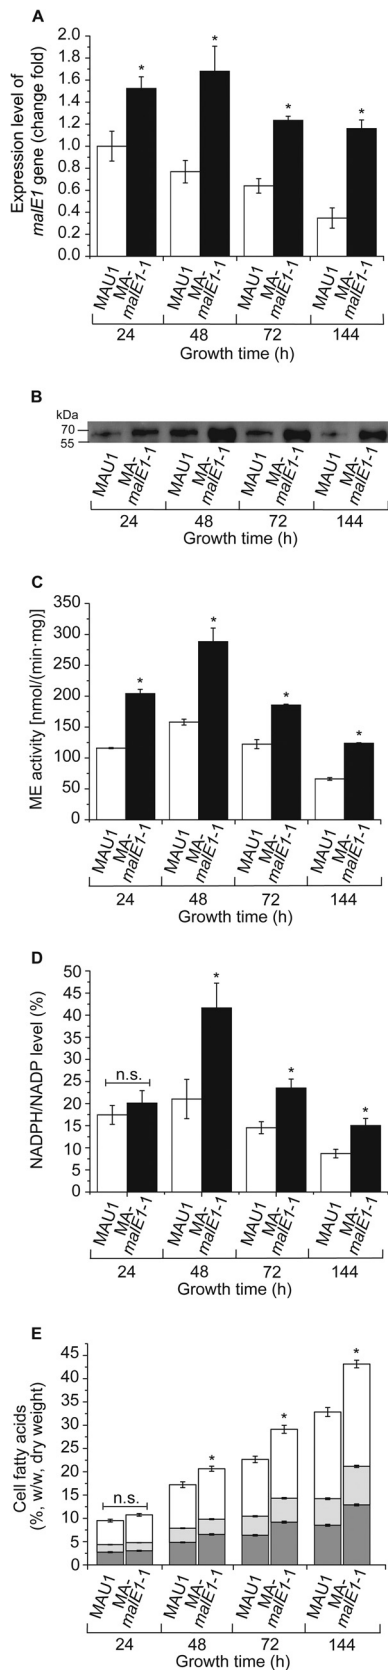 A
Expression level of
malE1 gene (change fold)
2.0
1.8
1.6
1.4
1.2
1.0
0.8
0.6
0.4
0.2
0.0
* * * *
MAU1 MA-malE1-1 MAU1 MA-malE1-1 MAU1 MA-malE1-1 MAU1 MA-malE1-1
24 48 72 144
Growth time (h)
B
kDa
70
55
MAU1 MA-malE1-1 MAU1 MA-malE1-1 MAU1 MA-malE1-1 MAU1 MA-malE1-1
24 48 72 144
Growth time (h)
C
ME activity [nmol/(min·mg)]
350
300
250
200
150
100
50
0
* * * *
MAU1 MA-malE1-1 MAU1 MA-malE1-1 MAU1 MA-malE1-1 MAU1 MA-malE1-1
24 48 72 144
Growth time (h)
D
NADPH/NADP level (%)
50
45
40
35
30
25
20
15
10
5
0
n.s. * * *
MAU1 MA-malE1-1 MAU1 MA-malE1-1 MAU1 MA-malE1-1 MAU1 MA-malE1-1
24 48 72 144
Growth time (h)
E
Cell fatty acids
(%, w/w, dry weight)
45
40
35
30
25
20
15
10
5
0
n.s. * * *
MAU1 MA-malE1-1 MAU1 MA-malE1-1 MAU1 MA-malE1-1 MAU1 MA-malE1-1
24 48 72 144
Growth time (h)